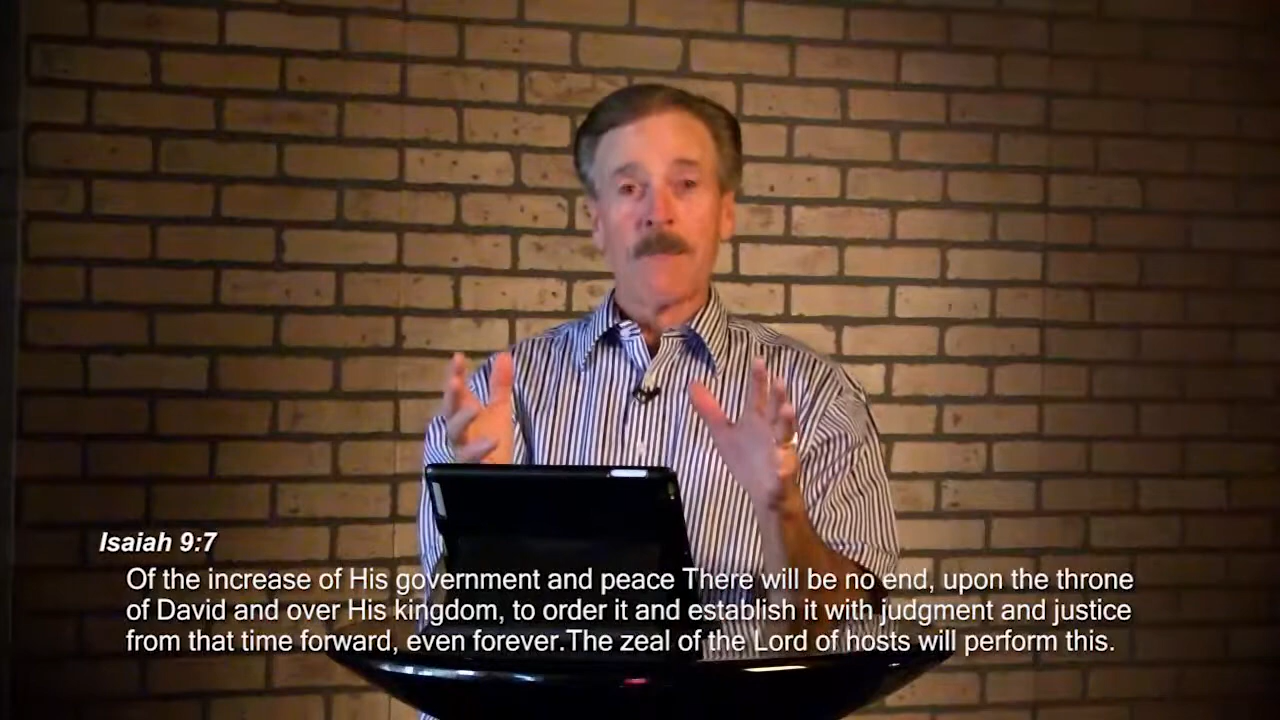 Isaiah 9:7
Of the increase of His government and peace There will be no end, upon the throne
of David and over His kingdom, to order it and establish it with judgment and justice
from that time forward, even forever.The zeal of the Lord of hosts will perform this.